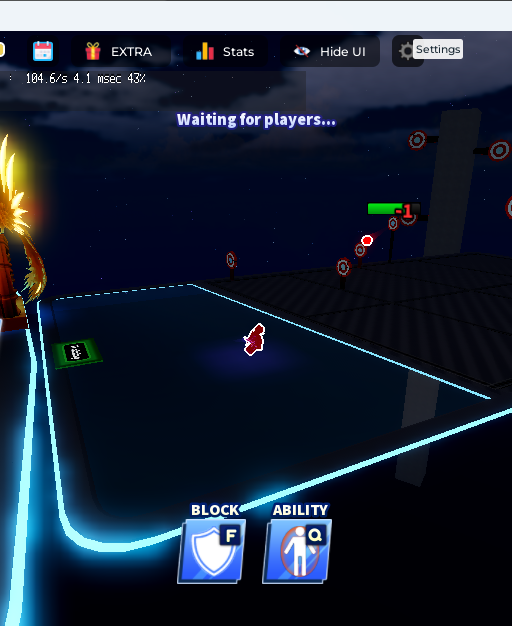 EXTRA
Stats
Hide UI
Settings
: 104.6/s 4.1 msec 43%
Waiting for players...
-1
BLOCK
ABILITY
F
Q